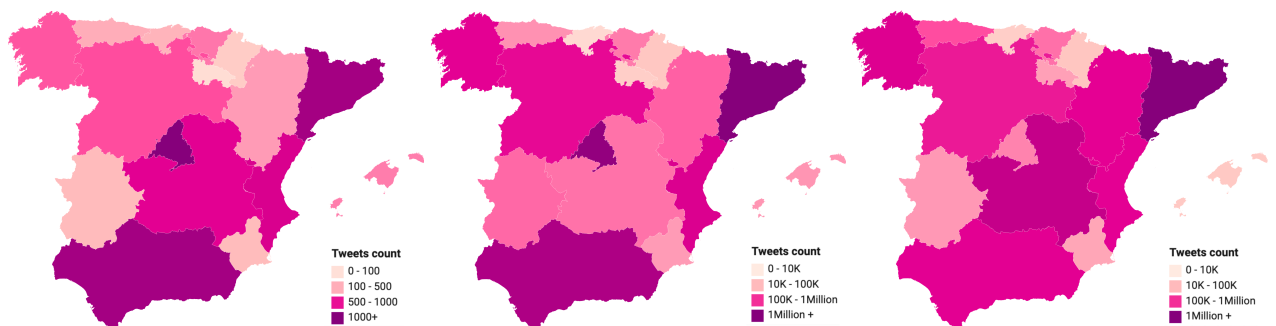 Tweets count
0 - 100
100 - 500
500 - 1000
1000+
Tweets count
0 - 10K
10K - 100K
100K - 1Million
1Million +
Tweets count
0 - 10K
10K - 100K
100K - 1Million
1Million +